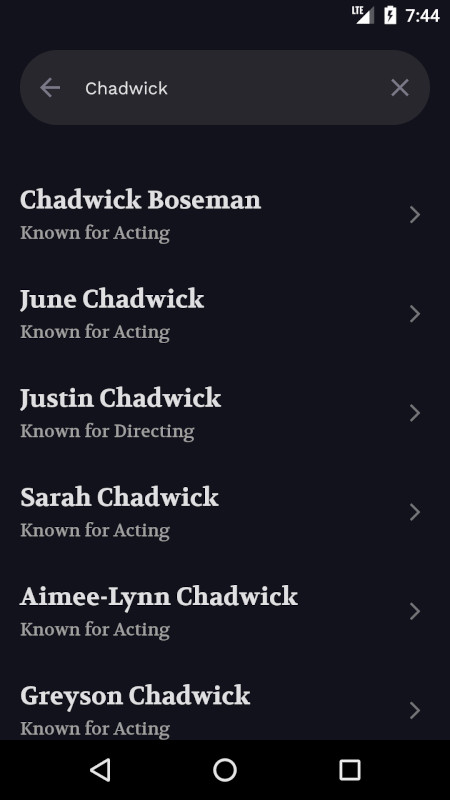 LTE 7:44
Chadwick
Chadwick Boseman
Known for Acting
June Chadwick
Known for Acting
Justin Chadwick
Known for Directing
Sarah Chadwick
Known for Acting
Aimee-Lynn Chadwick
Known for Acting
Greyson Chadwick
Known for Acting